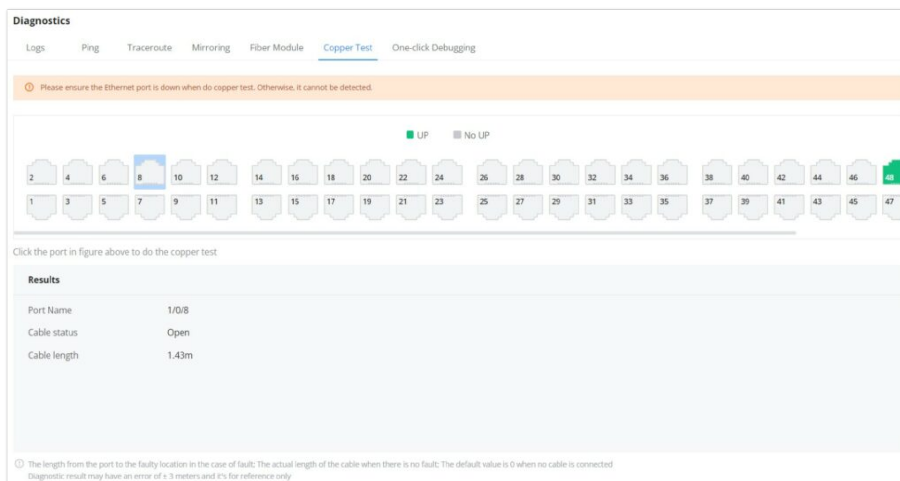 Diagnostics
Logs Ping Traceroute Mirroring Fiber Module Copper Test One-click Debugging
Please ensure the Ethernet port is down when do copper test. Otherwise, it cannot be detected.
UP No UP
2 4 6 8 10 12 14 16 18 20 22 24 26 28 30 32 34 36 38 40 42 44 46 48
1 3 5 7 9 11 13 15 17 19 21 23 25 27 29 31 33 35 37 39 41 43 45 47
Click the port in figure above to do the copper test
Results
Port Name 1/0/8
Cable status Open
Cable length 1.43m
The length from the port to the faulty location in the case of fault; The actual length of the cable when there is no fault; The default value is 0 when no cable is connected
Diagnostic result may have an error of ± 3 meters and it's for reference only